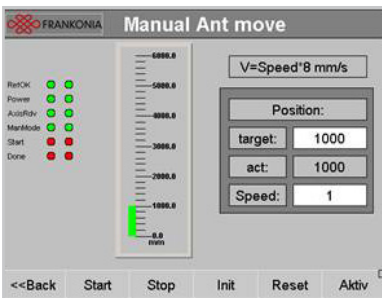 FRANKONIA
Manual Ant move
6000.0
5000.0
4000.0
3000.0
2000.0
1000.0
0.0
mm
RefOK
Power
AxisRdy
ManMode
Start
Done
V=Speed*8 mm/s
Position:
target: 1000
act: 1000
Speed: 1
<<Back Start Stop Init Reset Aktiv